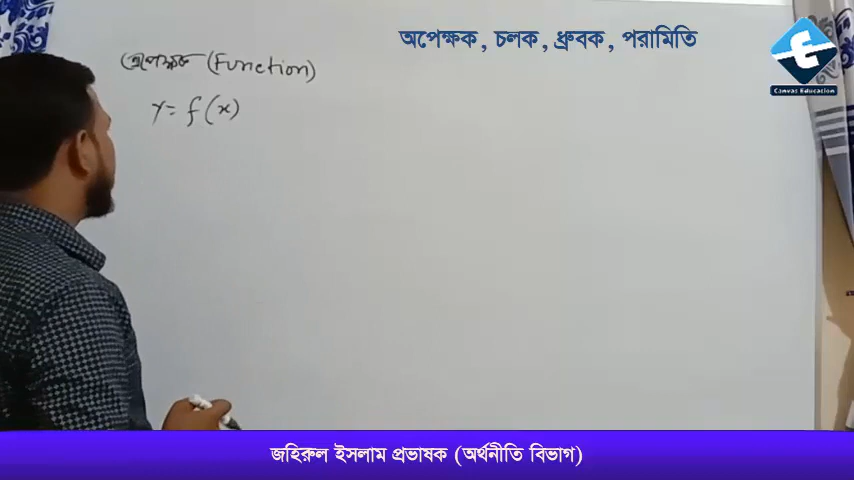 অপেক্ষক, চলক, ধ্রুবক, পরামিতি
Canvas Education
অপেক্ষক (Function)
Y = f(x)
জহিরুল ইসলাম প্রভাষক (অর্থনীতি বিভাগ)